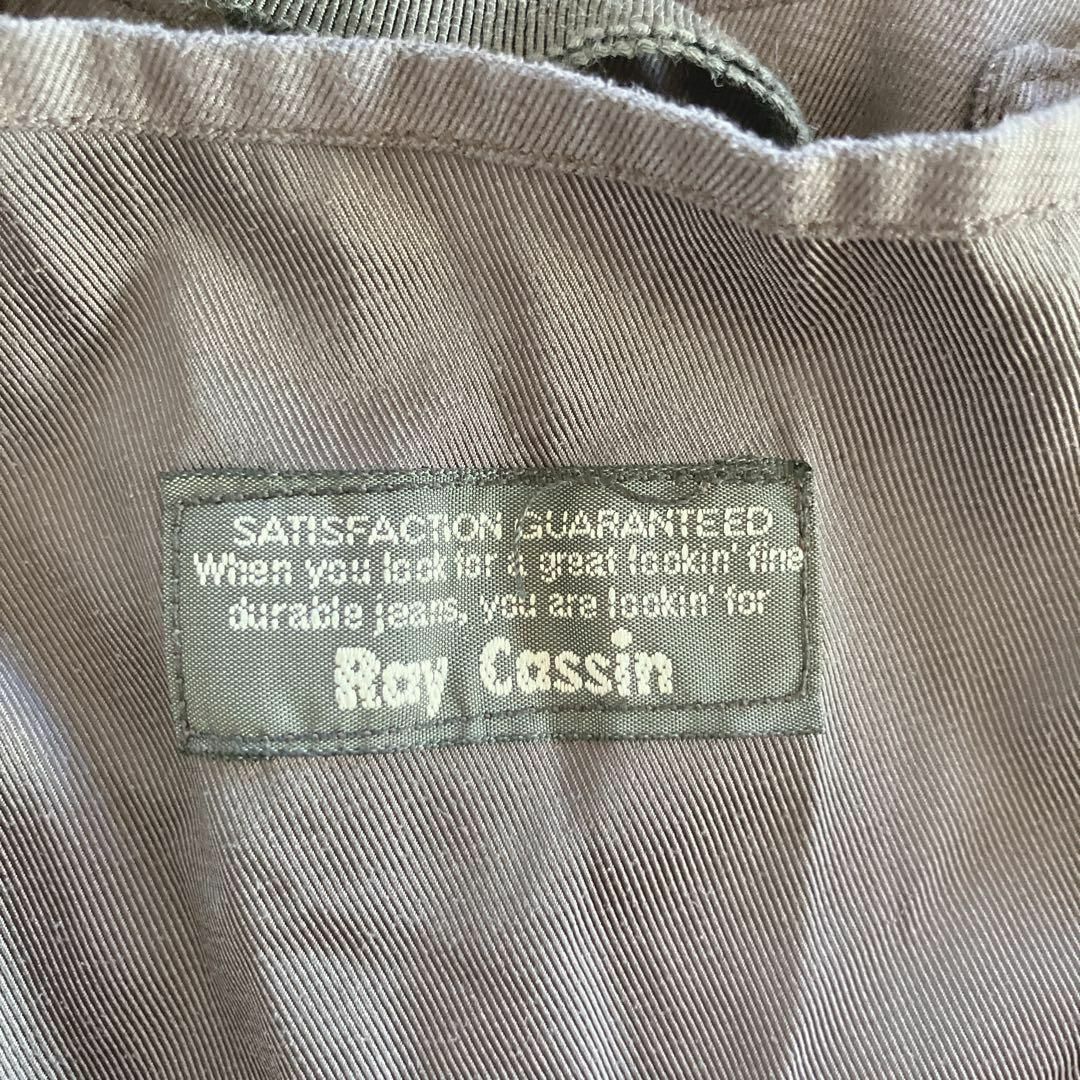 SATISFACTION GUARANTEED
When you look for a great lookin' fine
durable jeans, you are lookin' for
Ray Cassin